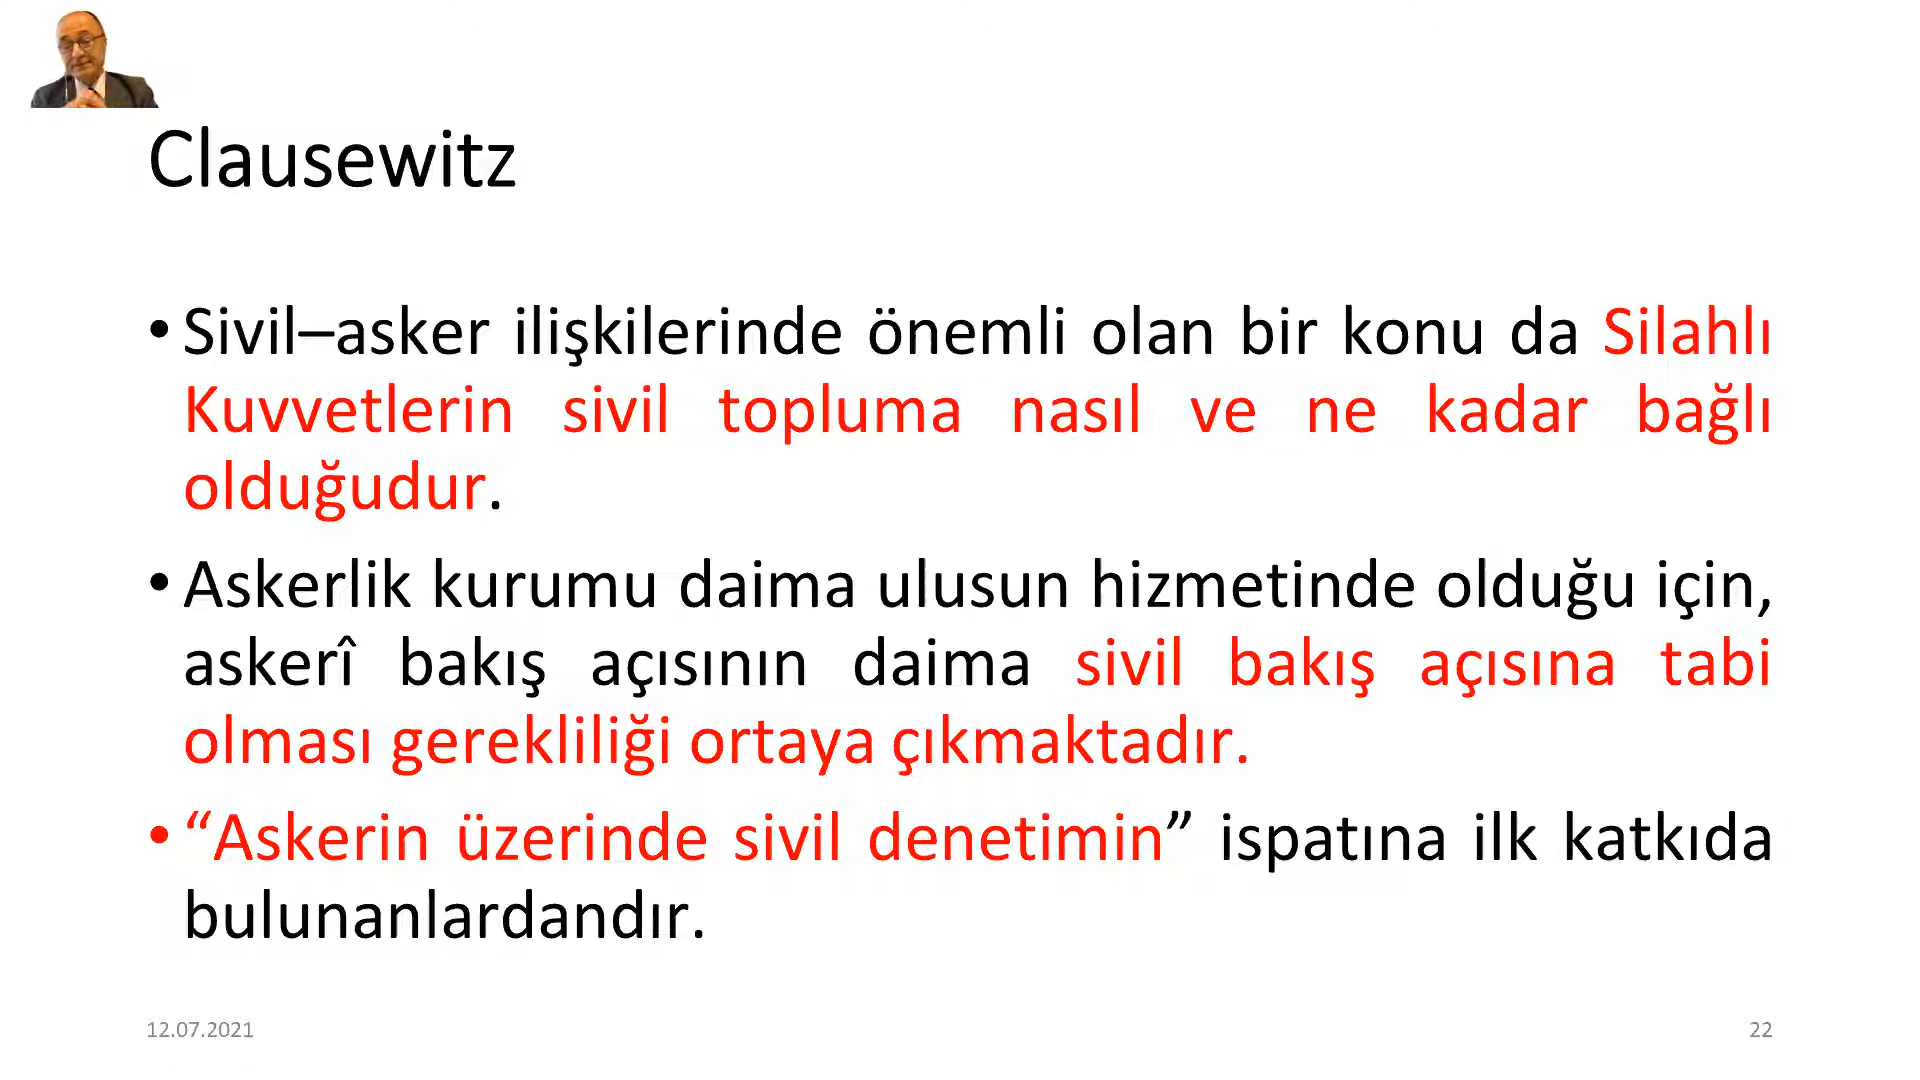 Clausewitz
• Sivil–asker ilişkilerinde önemli olan bir konu da Silahlı
Kuvvetlerin sivil topluma nasıl ve ne kadar bağlı
olduğudur.
• Askerlik kurumu daima ulusun hizmetinde olduğu için,
askerî bakış açısının daima sivil bakış açısına tabi
olması gerekliliği ortaya çıkmaktadır.
• “Askerin üzerinde sivil denetimin” ispatına ilk katkıda
bulunanlardandır.
12.07.2021
22